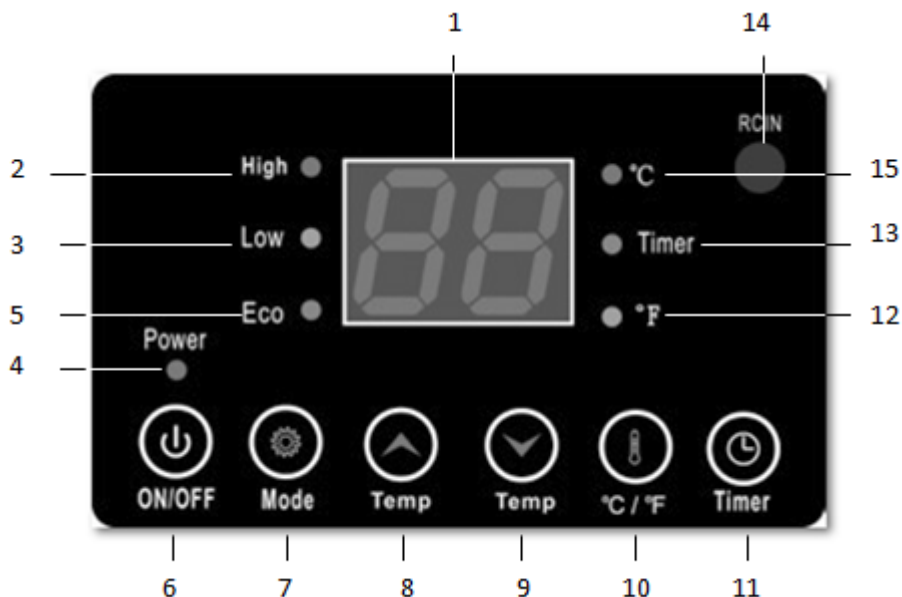 1 14
RCIN
2 High °C 15
3 Low 88 Timer 13
5 Eco °F 12
Power
4
ON/OFF Mode Temp Temp °C / °F Timer
6 7 8 9 10 11